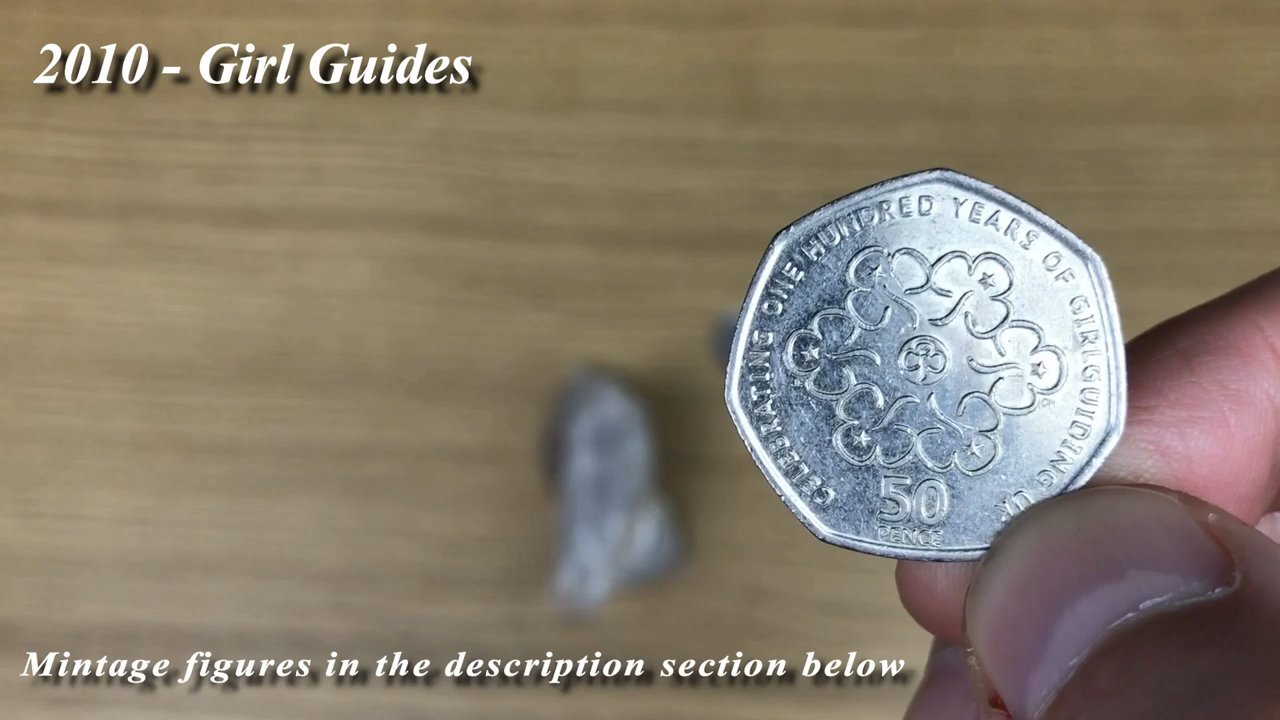 2010 - Girl Guides
CELEBRATING ONE HUNDRED YEARS OF GIRLGUIDING UK
50
PENCE
Mintage figures in the description section below